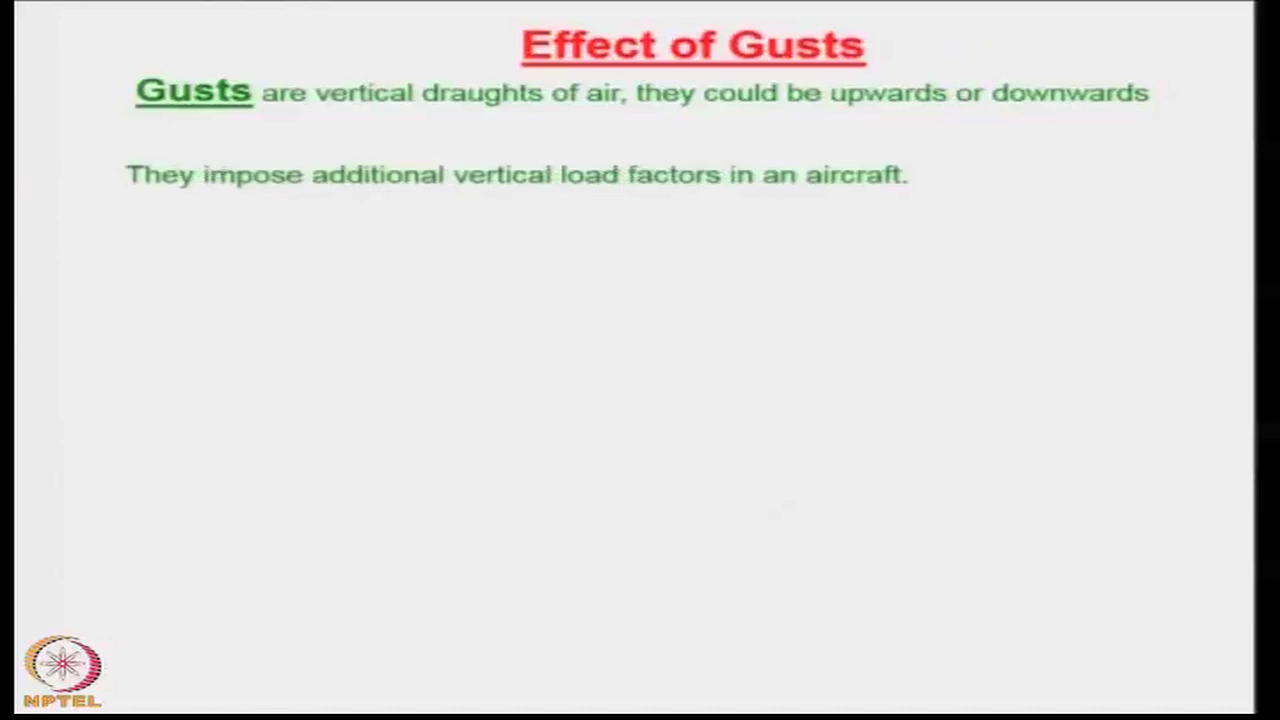 Effect of Gusts
Gusts are vertical draughts of air, they could be upwards or downwards
They impose additional vertical load factors in an aircraft.
NPTEL